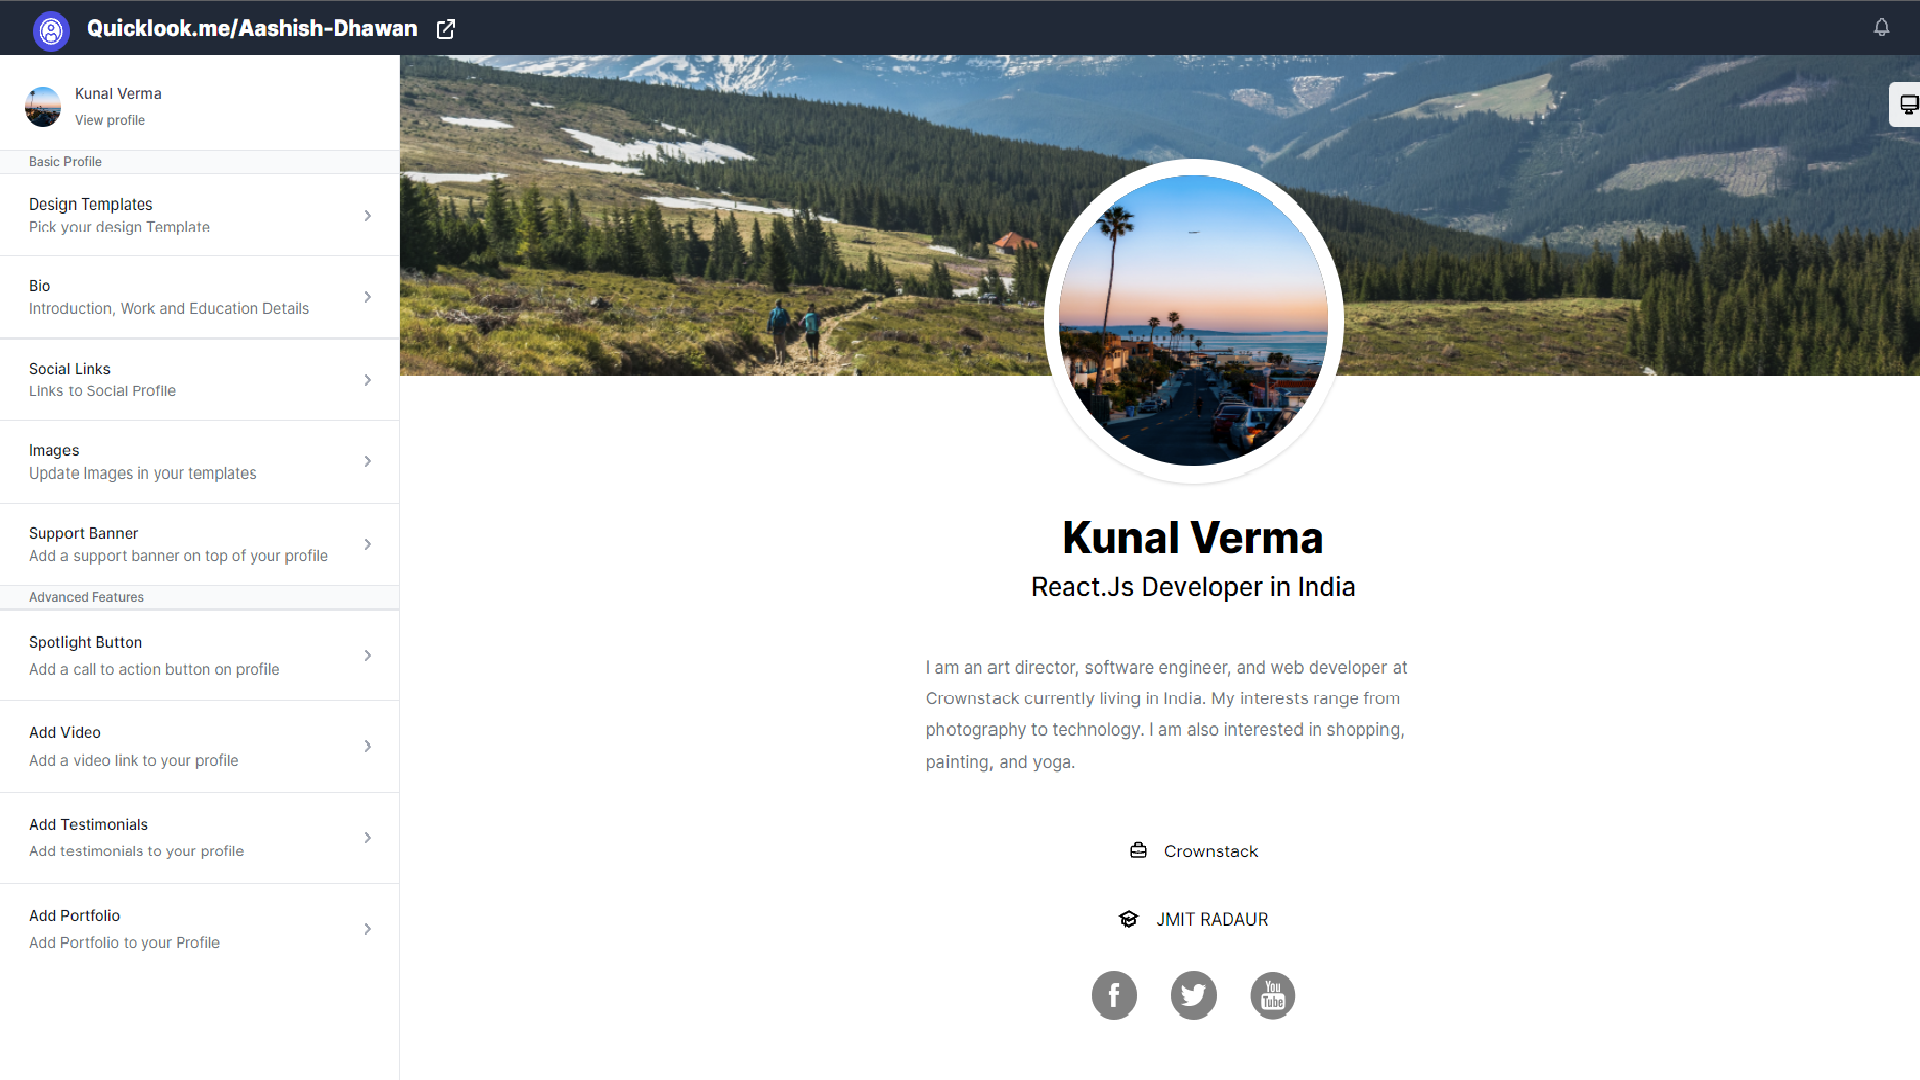 Quicklook.me/Aashish-Dhawan
Kunal Verma
View profile
Basic Profile
Design Templates
Pick your design Template
Bio
Introduction, Work and Education Details
Social Links
Links to Social Profile
Images
Update Images in your templates
Support Banner
Add a support banner on top of your profile
Advanced Features
Spotlight Button
Add a call to action button on profile
Add Video
Add a video link to your profile
Add Testimonials
Add testimonials to your profile
Add Portfolio
Add Portfolio to your Profile
Kunal Verma
React.Js Developer in India
I am an art director, software engineer, and web developer at
Crownstack currently living in India. My interests range from
photography to technology. I am also interested in shopping,
painting, and yoga.
Crownstack
JMIT RADAUR
You
Tube